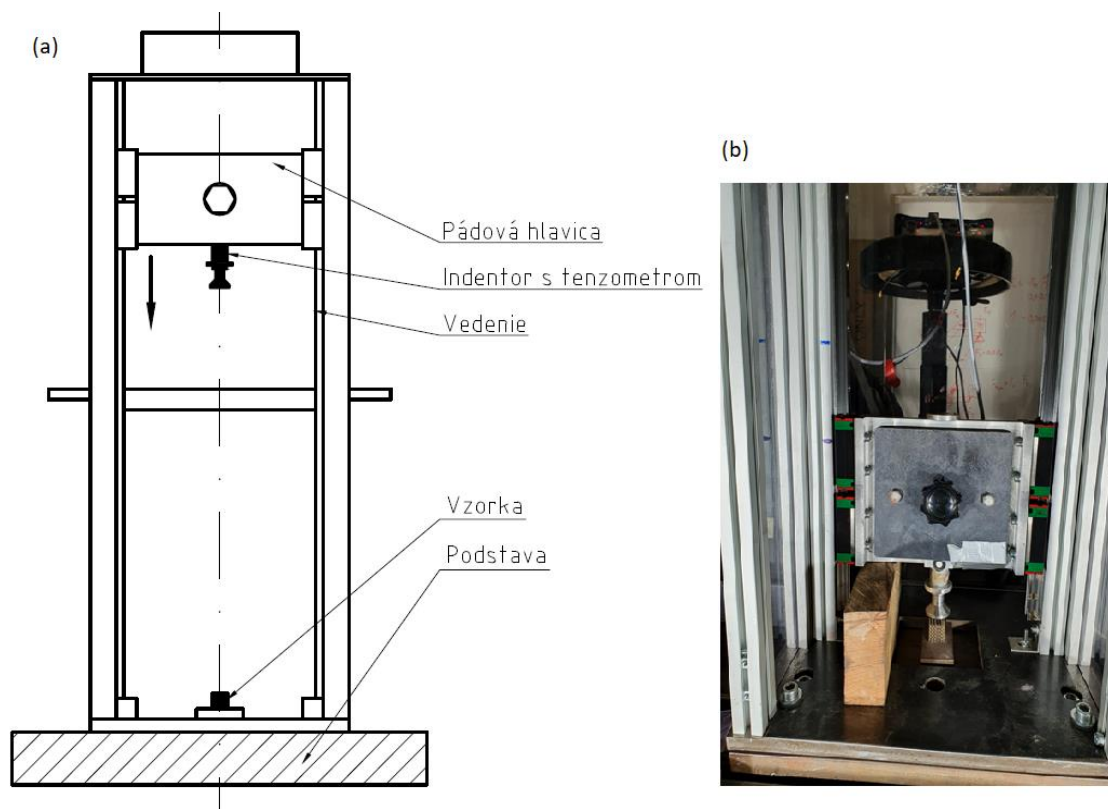 (a)
Pádová hlavica
Indentor s tenzometrom
Vedenie
Vzorka
Podstava
(b)